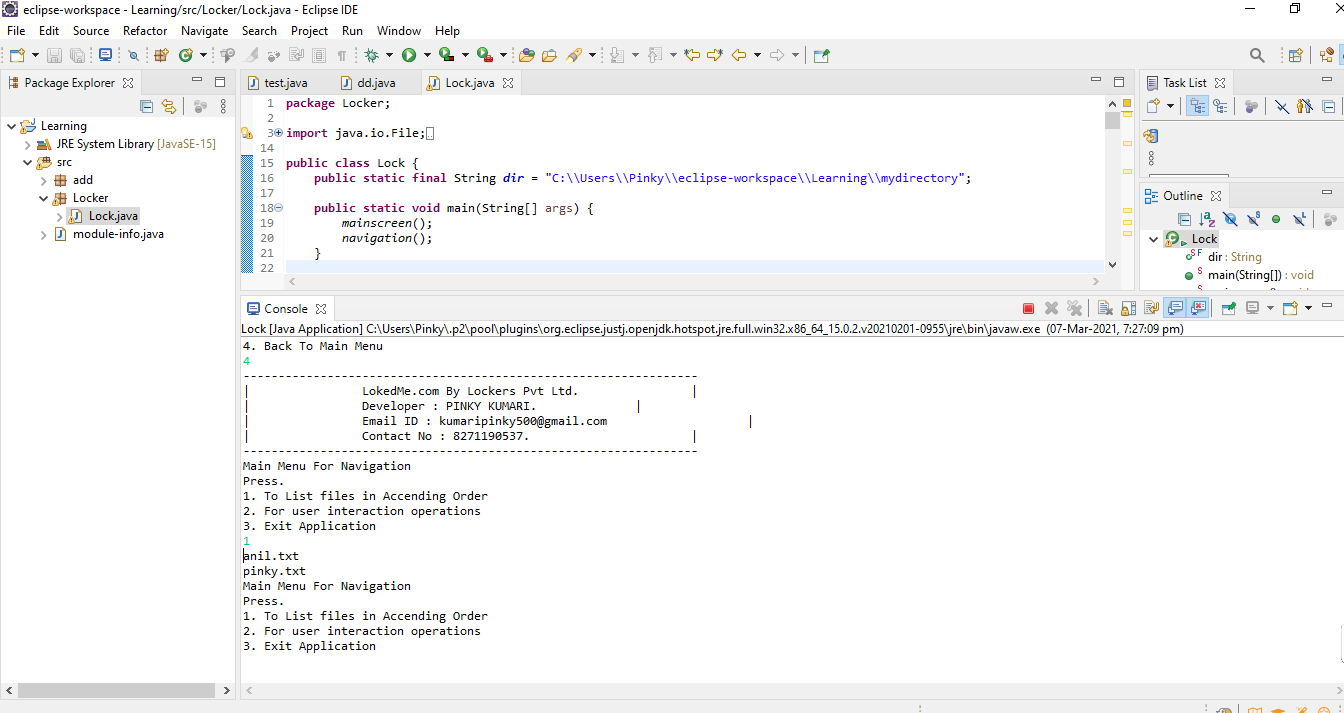 eclipse-workspace - Learning/src/Locker/Lock.java - Eclipse IDE
File Edit Source Refactor Navigate Search Project Run Window Help
Package Explorer
Learning
JRE System Library [JavaSE-15]
src
add
Locker
Lock.java
module-info.java
test.java dd.java Lock.java
1 package Locker;
2
3 import java.io.File;
14
15 public class Lock {
16 public static final String dir = "C:\\Users\\Pinky\\eclipse-workspace\\Learning\\mydirectory";
17
18 public static void main(String[] args) {
19 mainscreen();
20 navigation();
21 }
22
Task List
Outline
Lock
dir : String
main(String[]) : void
Console
Lock [Java Application] C:\Users\Pinky\.p2\pool\plugins\org.eclipse.justj.openjdk.hotspot.jre.full.win32.x86_64_15.0.2.v20210201-0955\jre\bin\javaw.exe (07-Mar-2021, 7:27:09 pm)
4. Back To Main Menu
4
-----------------------------------------------------------------
| LokedMe.com By Lockers Pvt Ltd. |
| Developer : PINKY KUMARI. |
| Email ID : kumaripinky500@gmail.com |
| Contact No : 8271190537. |
-----------------------------------------------------------------
Main Menu For Navigation
Press.
1. To List files in Accending Order
2. For user interaction operations
3. Exit Application
1
anil.txt
pinky.txt
Main Menu For Navigation
Press.
1. To List files in Accending Order
2. For user interaction operations
3. Exit Application